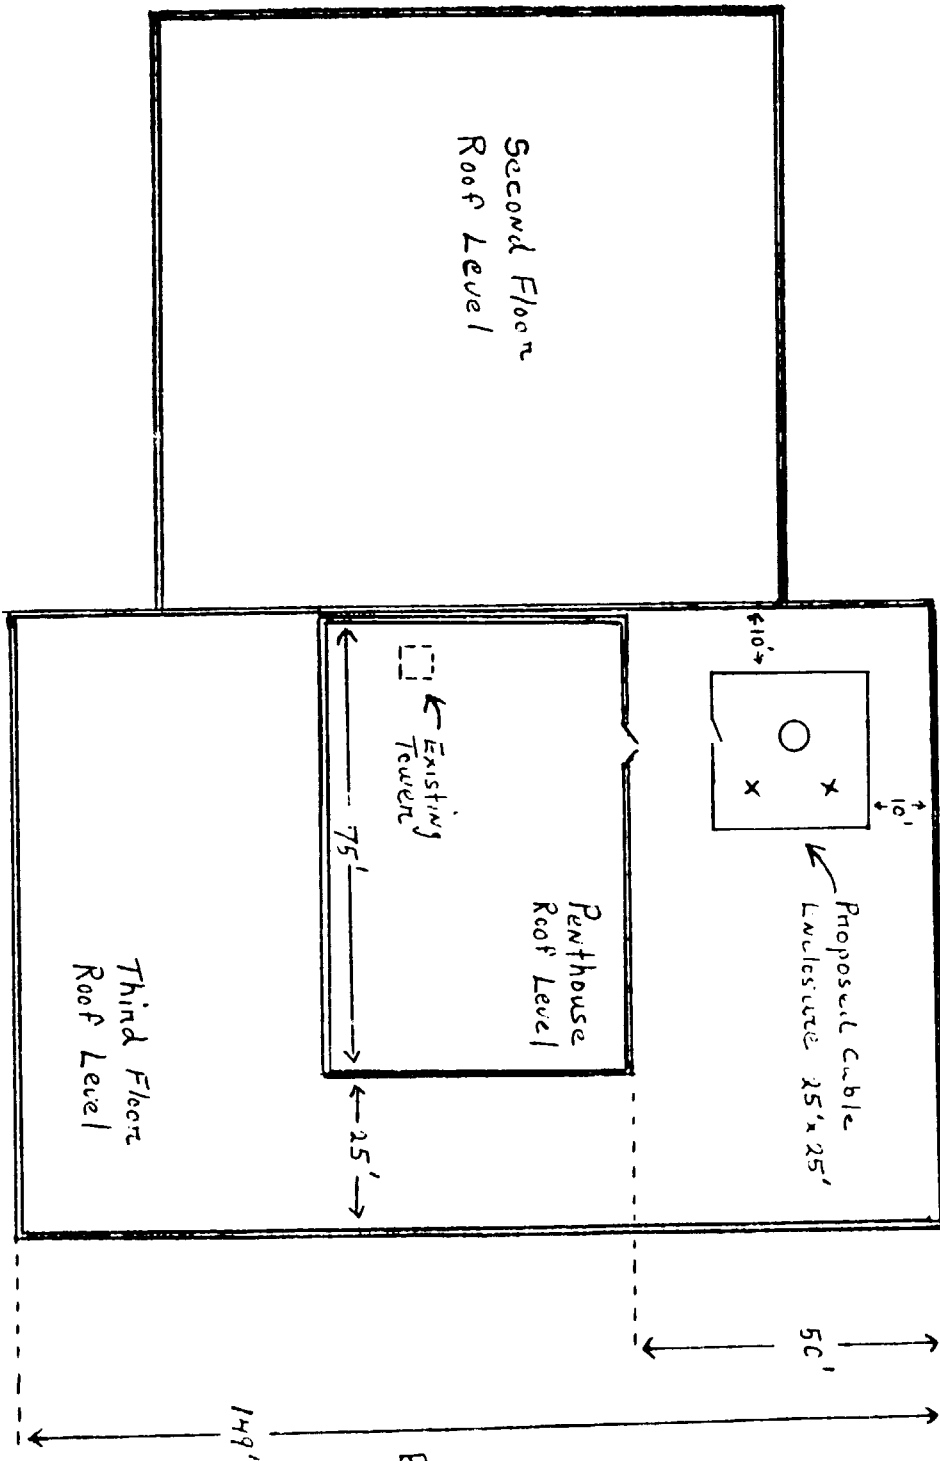 Second Floor
Roof Level
10'
10'
Existing
Tower
75'
Penthouse
Roof Level
Proposed Cable
Enclosure 25'x25'
25'
Third Floor
Roof Level
50'
149'
E